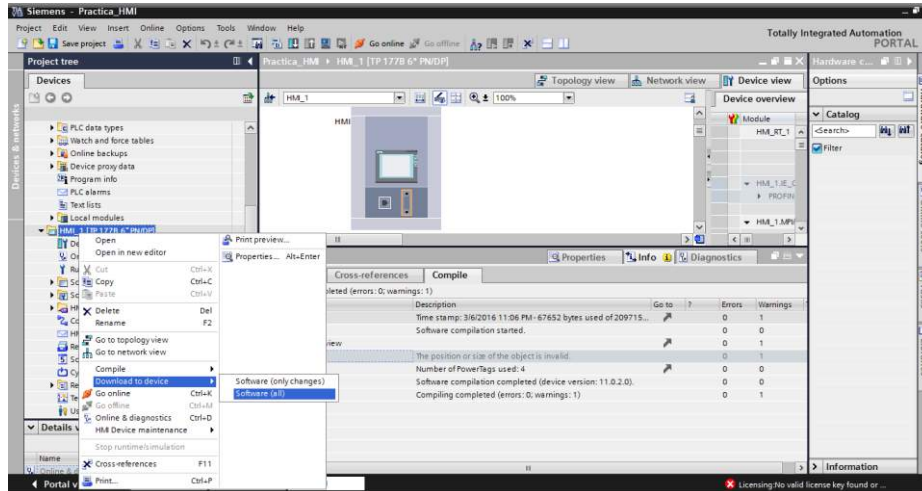 Siemens - Practica_HMI
Project Edit View Insert Online Options Tools Window Help
Totally Integrated Automation
PORTAL
Save project
Go online
Go offline
Project tree
Practica_HMI HMI_1 [TP 177B 6" PN/DP]
Hardware c...
Devices
Topology view
Network view
Device view
Options
HMI_1
100%
Device overview
Catalog
Module
<Search>
Filter
HMI_RT_1
HMI_1.IE_C
PROFIN
HMI_1.MPI
HMI
Devices & networks
PLC data types
Watch and force tables
Online backups
Device proxy data
Program info
PLC alarms
Text lists
Local modules
HMI_1 [TP 177B 6" PN/DP]
Open
Open in new editor
Cut Ctrl+X
Copy Ctrl+C
Paste Ctrl+V
Delete Del
Rename F2
Go to topology view
Go to network view
Compile
Download to device
Go online Ctrl+K
Go offline Ctrl+M
Online & diagnostics Ctrl+D
HMI Device maintenance
Stop runtime/simulation
Cross-references F11
Print... Ctrl+P
Print preview...
Properties... Alt+Enter
Software (only changes)
Software (all)
Properties
Info
Diagnostics
Cross-references
Compile
(errors: 0; warnings: 1)
Description Go to ? Errors Warnings
Time stamp: 3/6/2016 11:06 PM - 67652 bytes used of 209715... 0 1
Software compilation started. 0 0
0 1
The position or size of the object is invalid. 0 1
Number of PowerTags used: 4 0 0
Software compilation completed (device version: 11.0.2.0). 0 1
Compiling completed (errors: 0; warnings: 1) 0 1
Details
Name
Portal
Information
Licensing:No valid license key found or ...